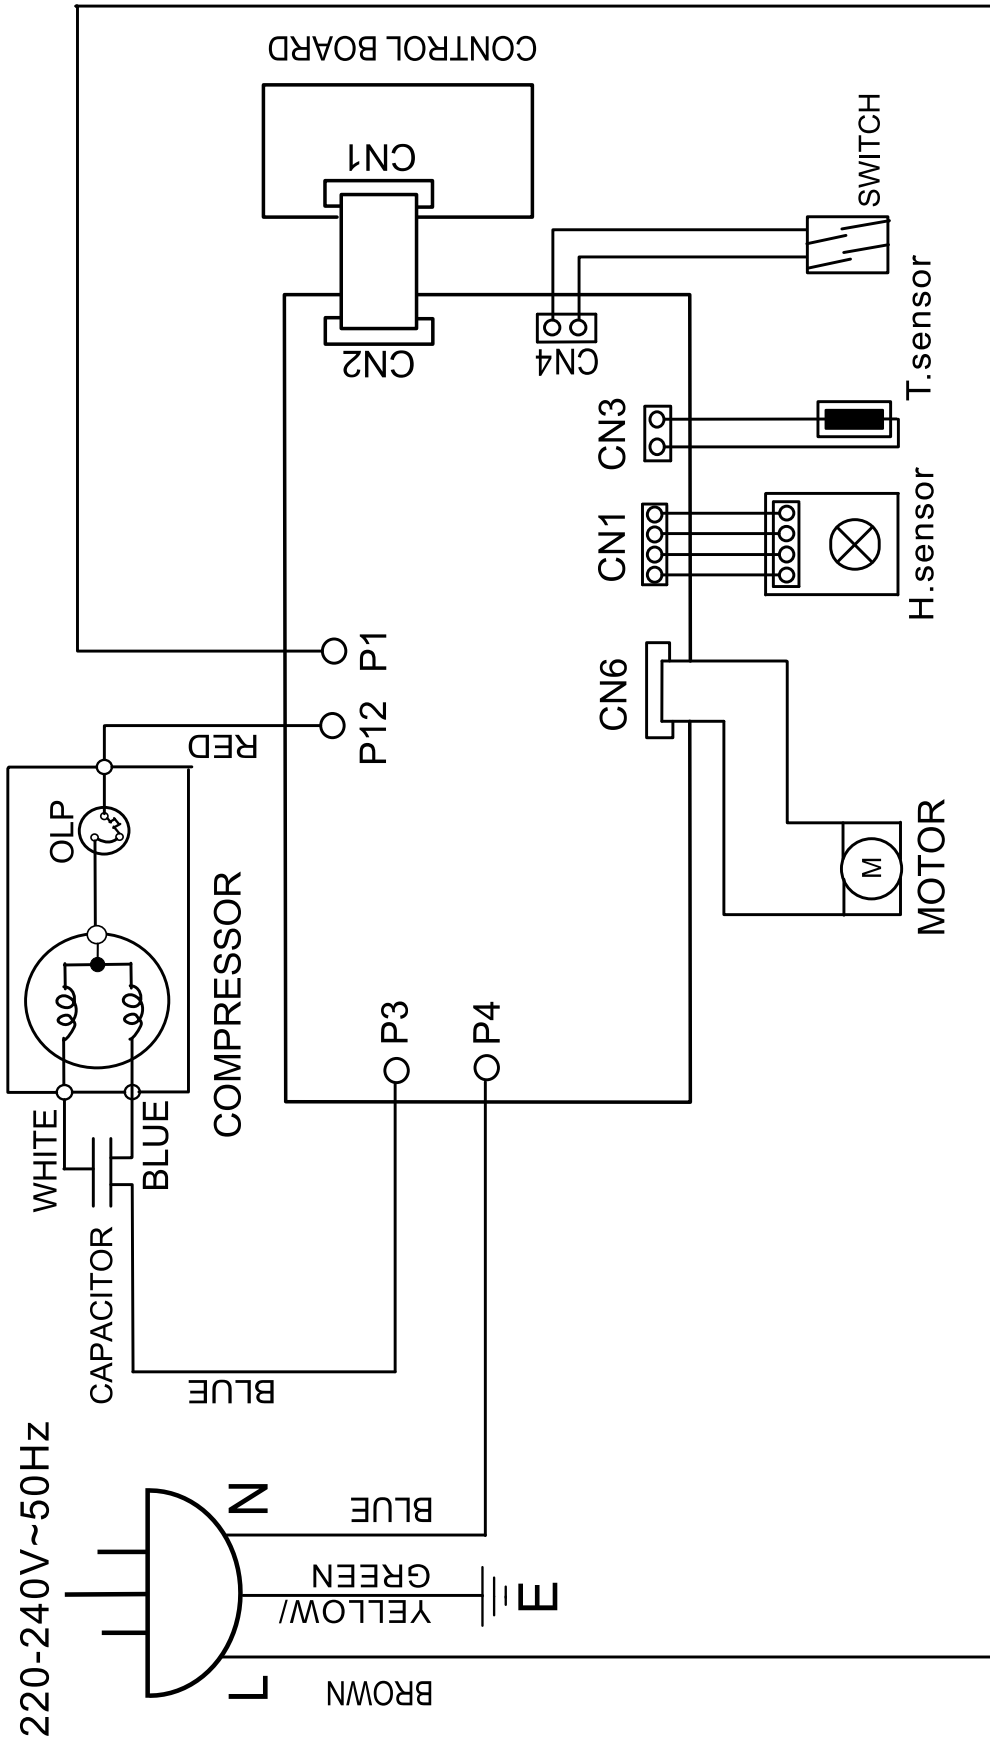 220-240V~50Hz
L
N
E
BROWN
YELLOW/
GREEN
BLUE
BLUE
CAPACITOR
WHITE
BLUE
COMPRESSOR
OLP
RED
P3
P4
P12
P1
CN2
CN1
CONTROL BOARD
CN4
SWITCH
CN3
T.sensor
CN1
H.sensor
CN6
M
MOTOR